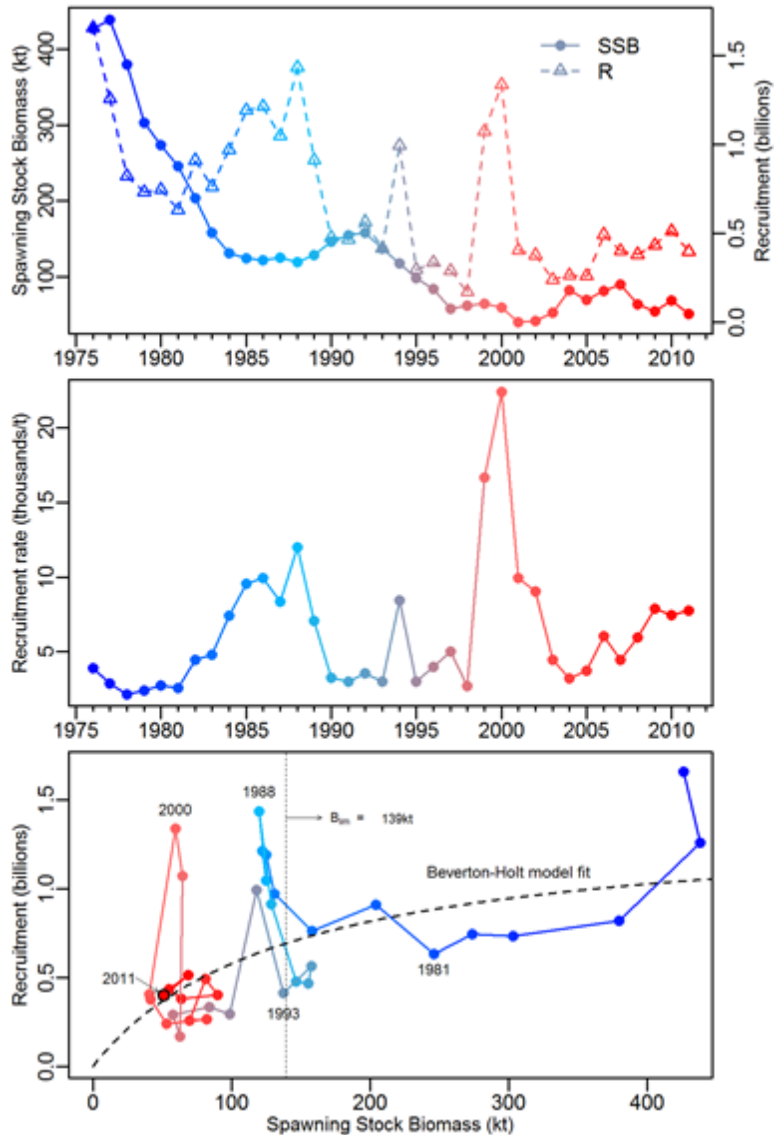 Spawning Stock Biomass (kt)
400
300
200
100
SSB
R
1.5
1.0
0.5
0.0
Recruitment (billions)
1975 1980 1985 1990 1995 2000 2005 2010
Recruitment rate (thousands/t)
20
15
10
5
1975 1980 1985 1990 1995 2000 2005 2010
Recruitment (billions)
1.5
1.0
0.5
0.0
2000
1988
Blim = 139kt
Beverton-Holt model fit
2011
1993
1981
0 100 200 300 400
Spawning Stock Biomass (kt)